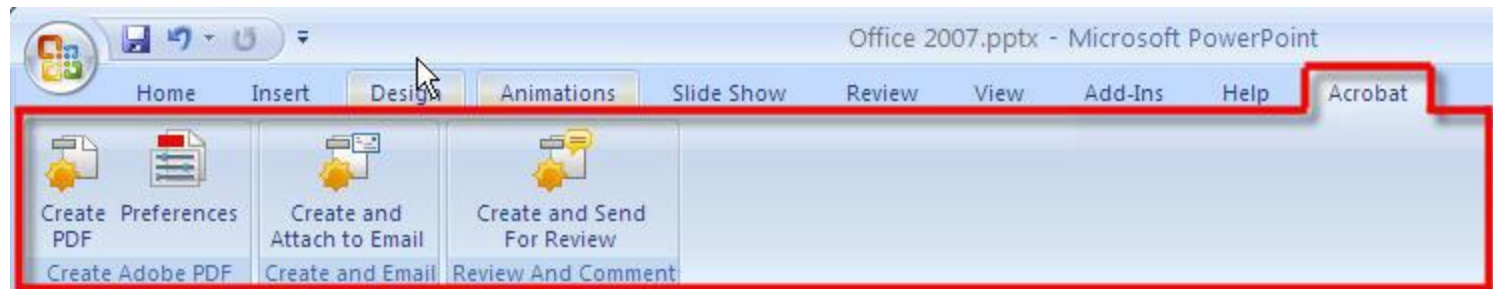 Office 2007.pptx - Microsoft PowerPoint
Home Insert Design Animations Slide Show Review View Add-Ins Help Acrobat
Create Preferences Create and Create and Send
PDF Attach to Email For Review
Create Adobe PDF Create and Email Review And Comment